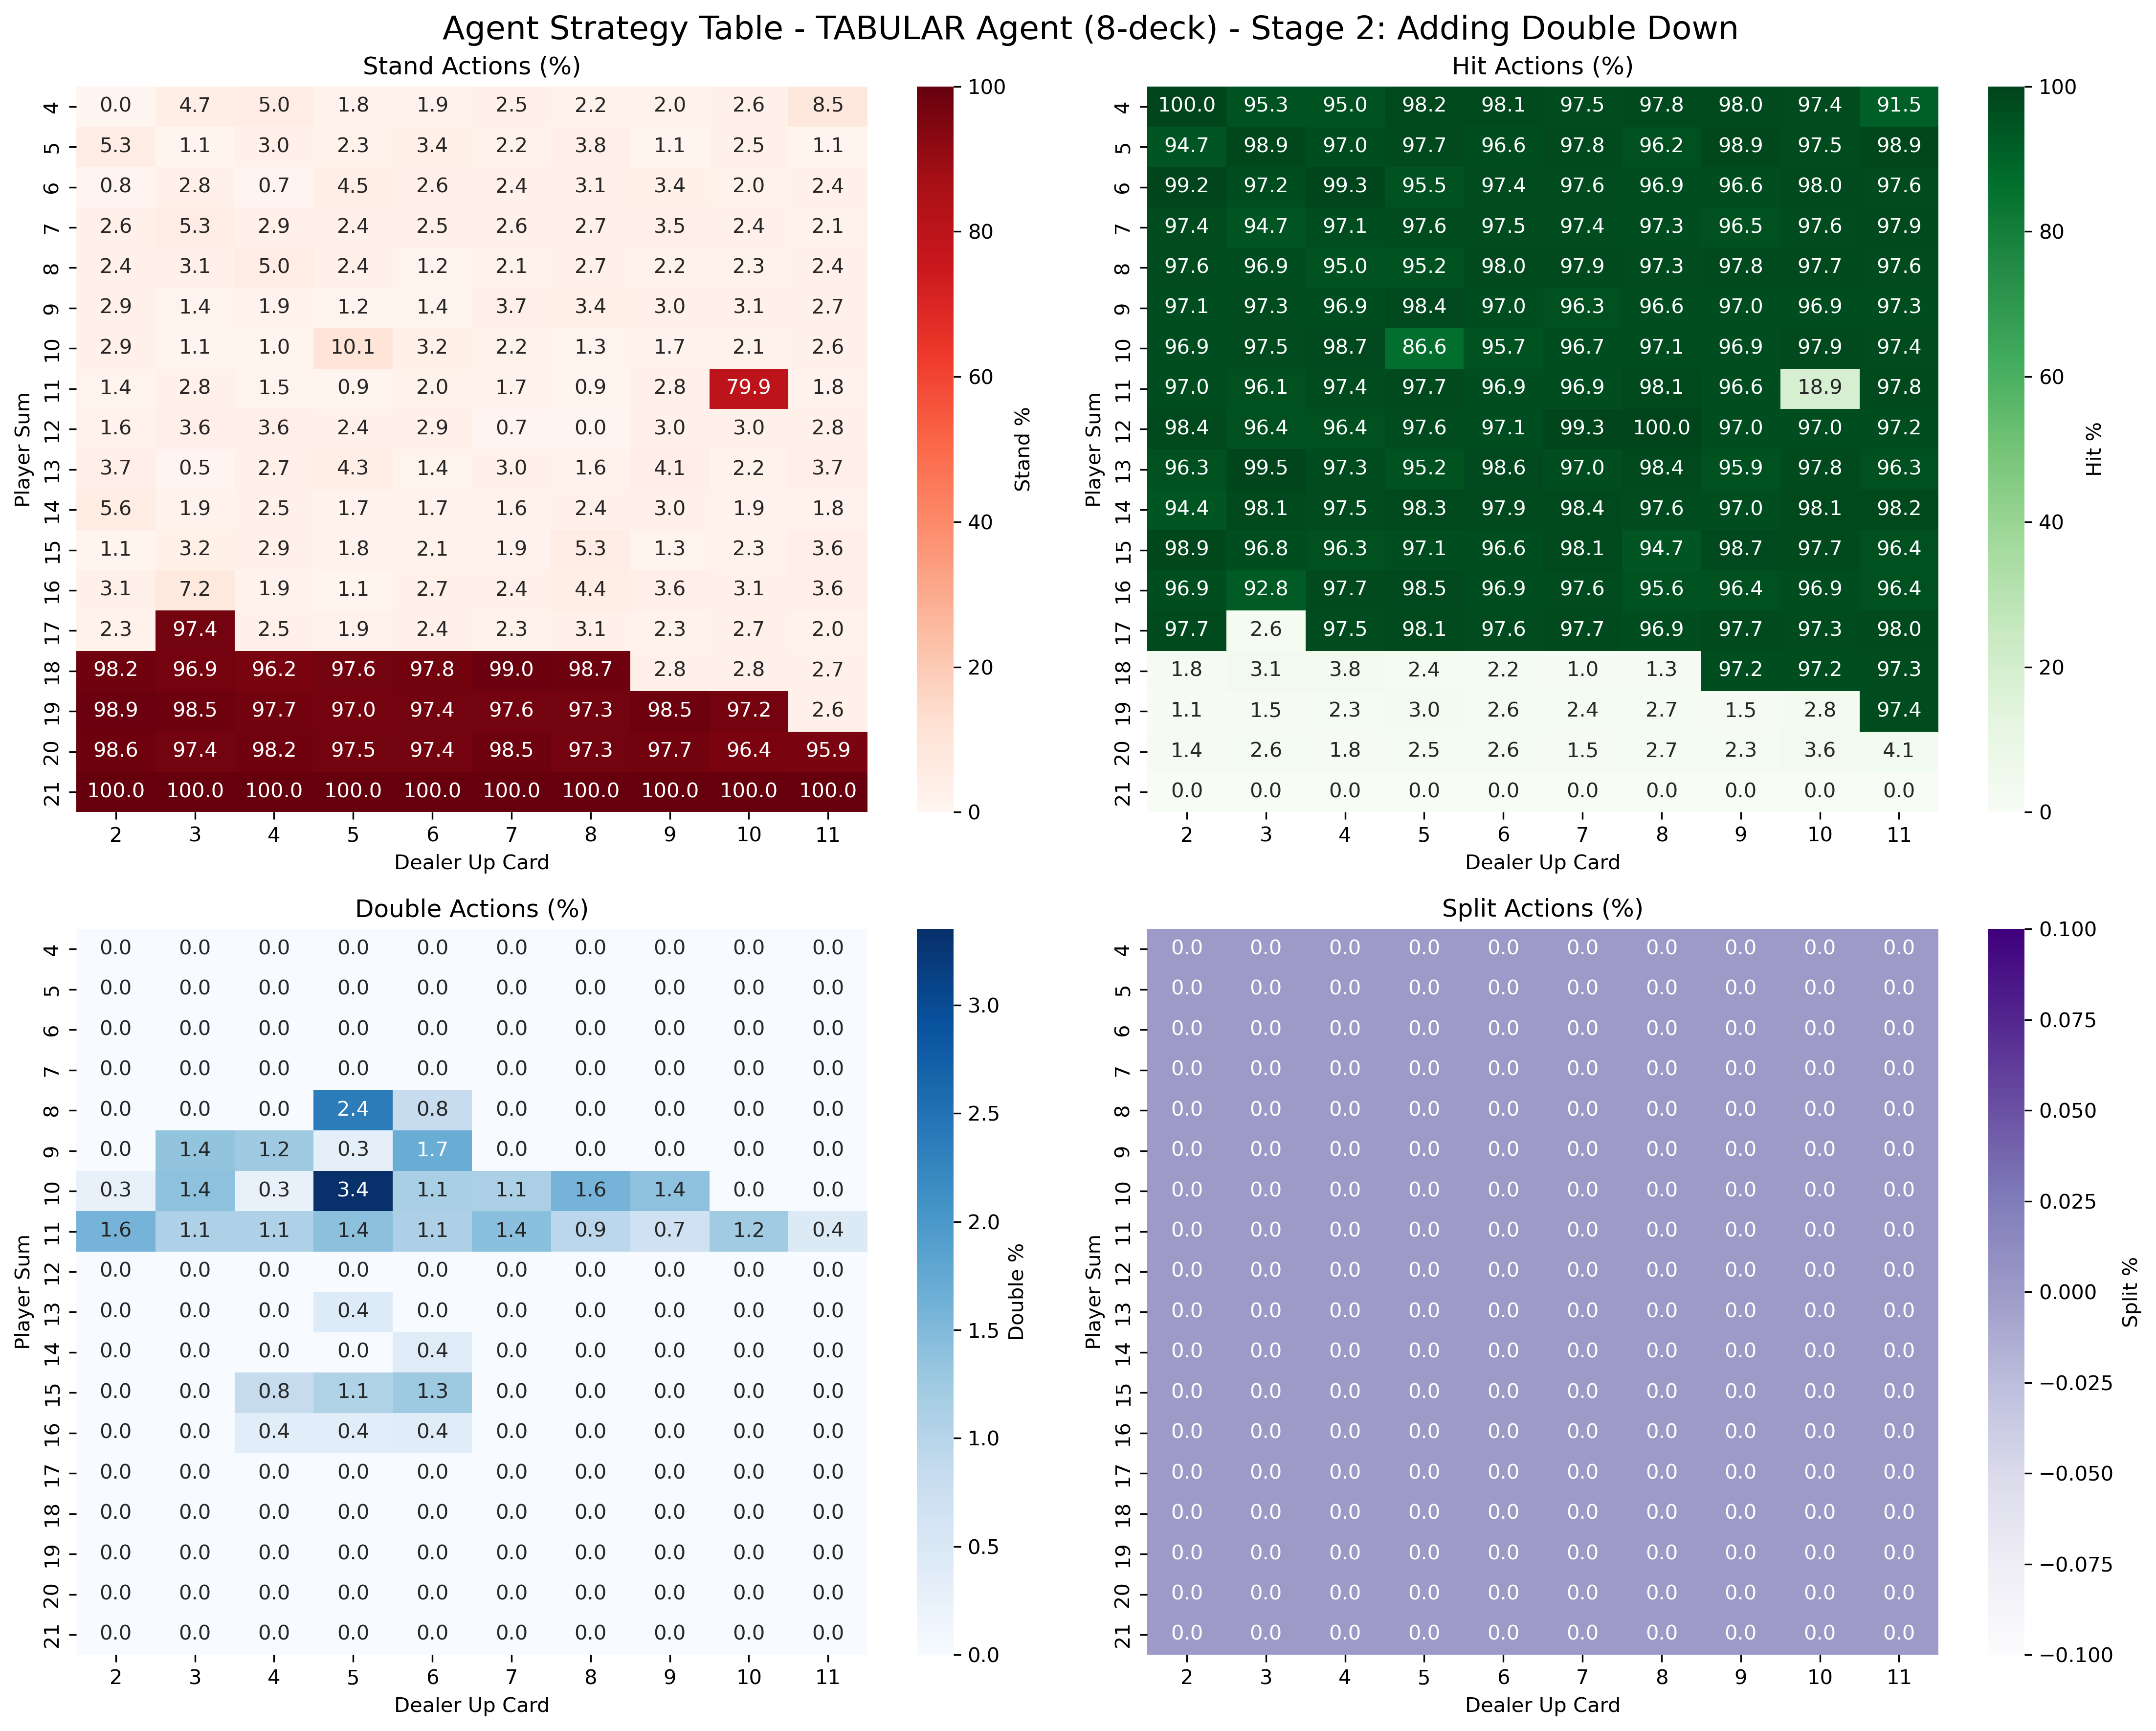 Agent Strategy Table - TABULAR Agent (8-deck) - Stage 2: Adding Double Down
Stand Actions (%)
4 0.0 4.7 5.0 1.8 1.9 2.5 2.2 2.0 2.6 8.5
5 5.3 1.1 3.0 2.3 3.4 2.2 3.8 1.1 2.5 1.1
6 0.8 2.8 0.7 4.5 2.6 2.4 3.1 3.4 2.0 2.4
7 2.6 5.3 2.9 2.4 2.5 2.6 2.7 3.5 2.4 2.1
8 2.4 3.1 5.0 2.4 1.2 2.1 2.7 2.2 2.3 2.4
9 2.9 1.4 1.9 1.2 1.4 3.7 3.4 3.0 3.1 2.7
10 2.9 1.1 1.0 10.1 3.2 2.2 1.3 1.7 2.1 2.6
11 1.4 2.8 1.5 0.9 2.0 1.7 0.9 2.8 79.9 1.8
12 1.6 3.6 3.6 2.4 2.9 0.7 0.0 3.0 3.0 2.8
13 3.7 0.5 2.7 4.3 1.4 3.0 1.6 4.1 2.2 3.7
14 5.6 1.9 2.5 1.7 1.7 1.6 2.4 3.0 1.9 1.8
15 1.1 3.2 2.9 1.8 2.1 1.9 5.3 1.3 2.3 3.6
16 3.1 7.2 1.9 1.1 2.7 2.4 4.4 3.6 3.1 3.6
17 2.3 97.4 2.5 1.9 2.4 2.3 3.1 2.3 2.7 2.0
18 98.2 96.9 96.2 97.6 97.8 99.0 98.7 2.8 2.8 2.7
19 98.9 98.5 97.7 97.0 97.4 97.6 97.3 98.5 97.2 2.6
20 98.6 97.4 98.2 97.5 97.4 98.5 97.3 97.7 96.4 95.9
21 100.0 100.0 100.0 100.0 100.0 100.0 100.0 100.0 100.0 100.0
2 3 4 5 6 7 8 9 10 11
Dealer Up Card
Player Sum
100
80
60
40
20
0
Stand %
Hit Actions (%)
4 100.0 95.3 95.0 98.2 98.1 97.5 97.8 98.0 97.4 91.5
5 94.7 98.9 97.0 97.7 96.6 97.8 96.2 98.9 97.5 98.9
6 99.2 97.2 99.3 95.5 97.4 97.6 96.9 96.6 98.0 97.6
7 97.4 94.7 97.1 97.6 97.5 97.4 97.3 96.5 97.6 97.9
8 97.6 96.9 95.0 95.2 98.0 97.9 97.3 97.8 97.7 97.6
9 97.1 97.3 96.9 98.4 97.0 96.3 96.6 97.0 96.9 97.3
10 96.9 97.5 98.7 86.6 95.7 96.7 97.1 96.9 97.9 97.4
11 97.0 96.1 97.4 97.7 96.9 96.9 98.1 96.6 18.9 97.8
12 98.4 96.4 96.4 97.6 97.1 99.3 100.0 97.0 97.0 97.2
13 96.3 99.5 97.3 95.2 98.6 97.0 98.4 95.9 97.8 96.3
14 94.4 98.1 97.5 98.3 97.9 98.4 97.6 97.0 98.1 98.2
15 98.9 96.8 96.3 97.1 96.6 98.1 94.7 98.7 97.7 96.4
16 96.9 92.8 97.7 98.5 96.9 97.6 95.6 96.4 96.9 96.4
17 97.7 2.6 97.5 98.1 97.6 97.7 96.9 97.7 97.3 98.0
18 1.8 3.1 3.8 2.4 2.2 1.0 1.3 97.2 97.2 97.3
19 1.1 1.5 2.3 3.0 2.6 2.4 2.7 1.5 2.8 97.4
20 1.4 2.6 1.8 2.5 2.6 1.5 2.7 2.3 3.6 4.1
21 0.0 0.0 0.0 0.0 0.0 0.0 0.0 0.0 0.0 0.0
2 3 4 5 6 7 8 9 10 11
Dealer Up Card
Player Sum
100
80
60
40
20
0
Hit %
Double Actions (%)
4 0.0 0.0 0.0 0.0 0.0 0.0 0.0 0.0 0.0 0.0
5 0.0 0.0 0.0 0.0 0.0 0.0 0.0 0.0 0.0 0.0
6 0.0 0.0 0.0 0.0 0.0 0.0 0.0 0.0 0.0 0.0
7 0.0 0.0 0.0 0.0 0.0 0.0 0.0 0.0 0.0 0.0
8 0.0 0.0 0.0 2.4 0.8 0.0 0.0 0.0 0.0 0.0
9 0.0 1.4 1.2 0.3 1.7 0.0 0.0 0.0 0.0 0.0
10 0.3 1.4 0.3 3.4 1.1 1.1 1.6 1.4 0.0 0.0
11 1.6 1.1 1.1 1.4 1.1 1.4 0.9 0.7 1.2 0.4
12 0.0 0.0 0.0 0.0 0.0 0.0 0.0 0.0 0.0 0.0
13 0.0 0.0 0.0 0.4 0.0 0.0 0.0 0.0 0.0 0.0
14 0.0 0.0 0.0 0.0 0.4 0.0 0.0 0.0 0.0 0.0
15 0.0 0.0 0.8 1.1 1.3 0.0 0.0 0.0 0.0 0.0
16 0.0 0.0 0.4 0.4 0.4 0.0 0.0 0.0 0.0 0.0
17 0.0 0.0 0.0 0.0 0.0 0.0 0.0 0.0 0.0 0.0
18 0.0 0.0 0.0 0.0 0.0 0.0 0.0 0.0 0.0 0.0
19 0.0 0.0 0.0 0.0 0.0 0.0 0.0 0.0 0.0 0.0
20 0.0 0.0 0.0 0.0 0.0 0.0 0.0 0.0 0.0 0.0
21 0.0 0.0 0.0 0.0 0.0 0.0 0.0 0.0 0.0 0.0
2 3 4 5 6 7 8 9 10 11
Dealer Up Card
Player Sum
3.0
2.5
2.0
1.5
1.0
0.5
0.0
Double %
Split Actions (%)
4 0.0 0.0 0.0 0.0 0.0 0.0 0.0 0.0 0.0 0.0
5 0.0 0.0 0.0 0.0 0.0 0.0 0.0 0.0 0.0 0.0
6 0.0 0.0 0.0 0.0 0.0 0.0 0.0 0.0 0.0 0.0
7 0.0 0.0 0.0 0.0 0.0 0.0 0.0 0.0 0.0 0.0
8 0.0 0.0 0.0 0.0 0.0 0.0 0.0 0.0 0.0 0.0
9 0.0 0.0 0.0 0.0 0.0 0.0 0.0 0.0 0.0 0.0
10 0.0 0.0 0.0 0.0 0.0 0.0 0.0 0.0 0.0 0.0
11 0.0 0.0 0.0 0.0 0.0 0.0 0.0 0.0 0.0 0.0
12 0.0 0.0 0.0 0.0 0.0 0.0 0.0 0.0 0.0 0.0
13 0.0 0.0 0.0 0.0 0.0 0.0 0.0 0.0 0.0 0.0
14 0.0 0.0 0.0 0.0 0.0 0.0 0.0 0.0 0.0 0.0
15 0.0 0.0 0.0 0.0 0.0 0.0 0.0 0.0 0.0 0.0
16 0.0 0.0 0.0 0.0 0.0 0.0 0.0 0.0 0.0 0.0
17 0.0 0.0 0.0 0.0 0.0 0.0 0.0 0.0 0.0 0.0
18 0.0 0.0 0.0 0.0 0.0 0.0 0.0 0.0 0.0 0.0
19 0.0 0.0 0.0 0.0 0.0 0.0 0.0 0.0 0.0 0.0
20 0.0 0.0 0.0 0.0 0.0 0.0 0.0 0.0 0.0 0.0
21 0.0 0.0 0.0 0.0 0.0 0.0 0.0 0.0 0.0 0.0
2 3 4 5 6 7 8 9 10 11
Dealer Up Card
Player Sum
0.100
0.075
0.050
0.025
0.000
−0.025
−0.050
−0.075
−0.100
Split %